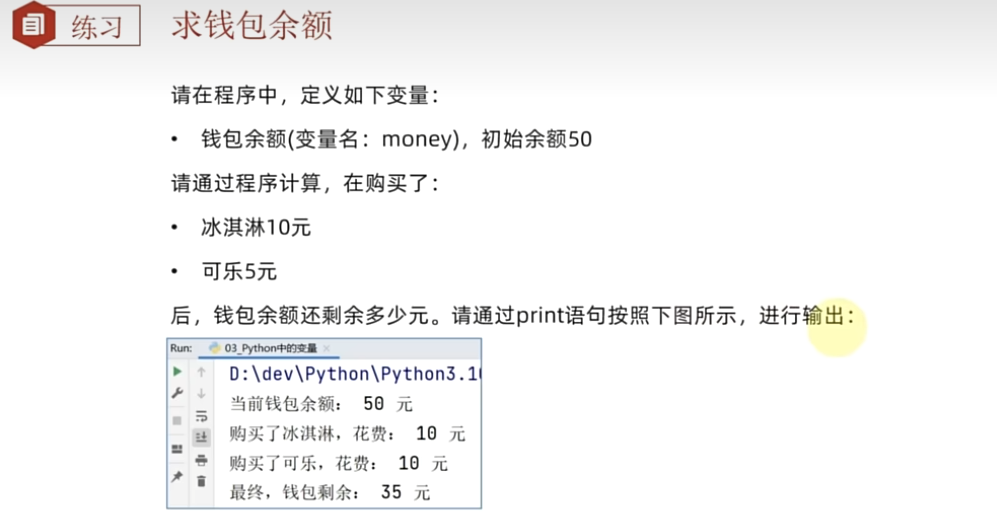 练习
求钱包余额
请在程序中，定义如下变量：
• 钱包余额(变量名：money)，初始余额50
请通过程序计算，在购买了：
• 冰淇淋10元
• 可乐5元
后，钱包余额还剩余多少元。请通过print语句按照下图所示，进行输出：
Run: 03_Python中的变量 ×
D:\dev\Python\Python3.10
当前钱包余额： 50 元
购买了冰淇淋，花费： 10 元
购买了可乐，花费： 10 元
最终，钱包剩余： 35 元